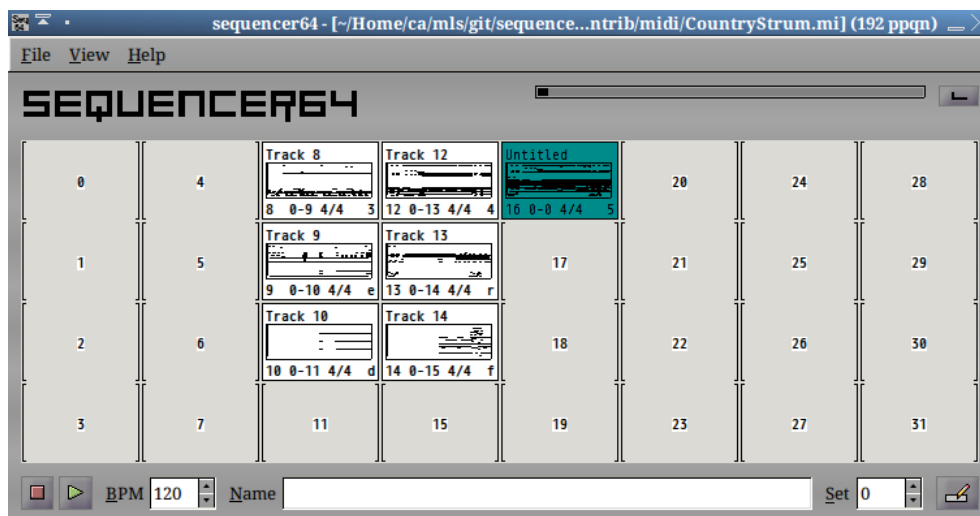 sequencer64 - [~/Home/ca/mls/git/sequence...ntrib/midi/CountryStrum.mi] (192 ppqn)
File View Help
SEQUENCER64
Track 8 Track 12 Untitled
0 4 20 24 28
8 0-9 4/4 3 12 0-13 4/4 4 16 0-0 4/4 5
Track 9 Track 13
1 5 17 21 25 29
9 0-10 4/4 e 13 0-14 4/4 r
Track 10 Track 14
2 6 18 22 26 30
10 0-11 4/4 d 14 0-15 4/4 f
3 7 11 15 19 23 27 31
BPM 120 Name Set 0